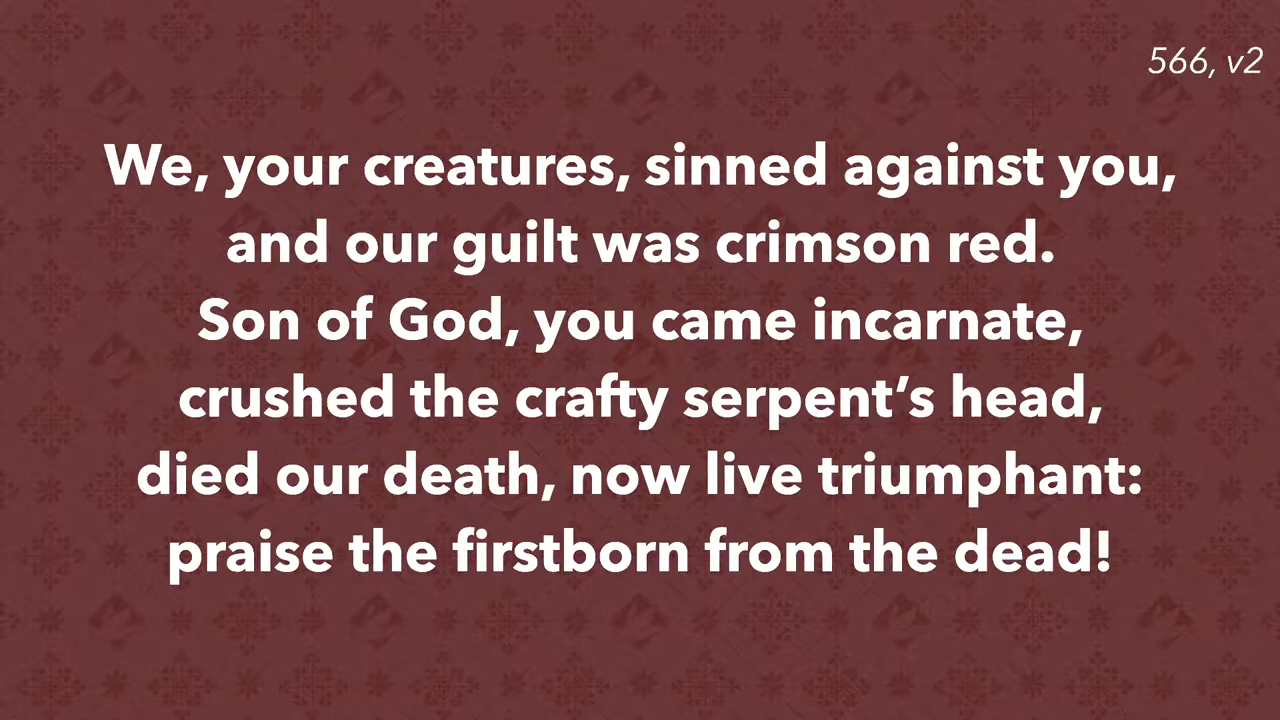 566, v2
We, your creatures, sinned against you,
and our guilt was crimson red.
Son of God, you came incarnate,
crushed the crafty serpent’s head,
died our death, now live triumphant:
praise the firstborn from the dead!